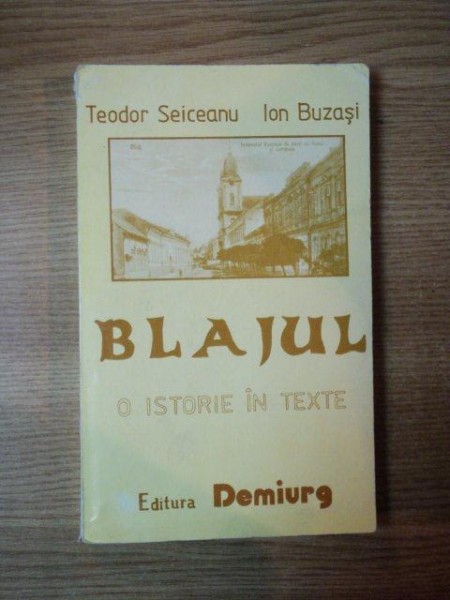 Teodor Seiceanu Ion Buzași
Blaj
BLAJUL
O ISTORIE ÎN TEXTE
Editura Demiurg